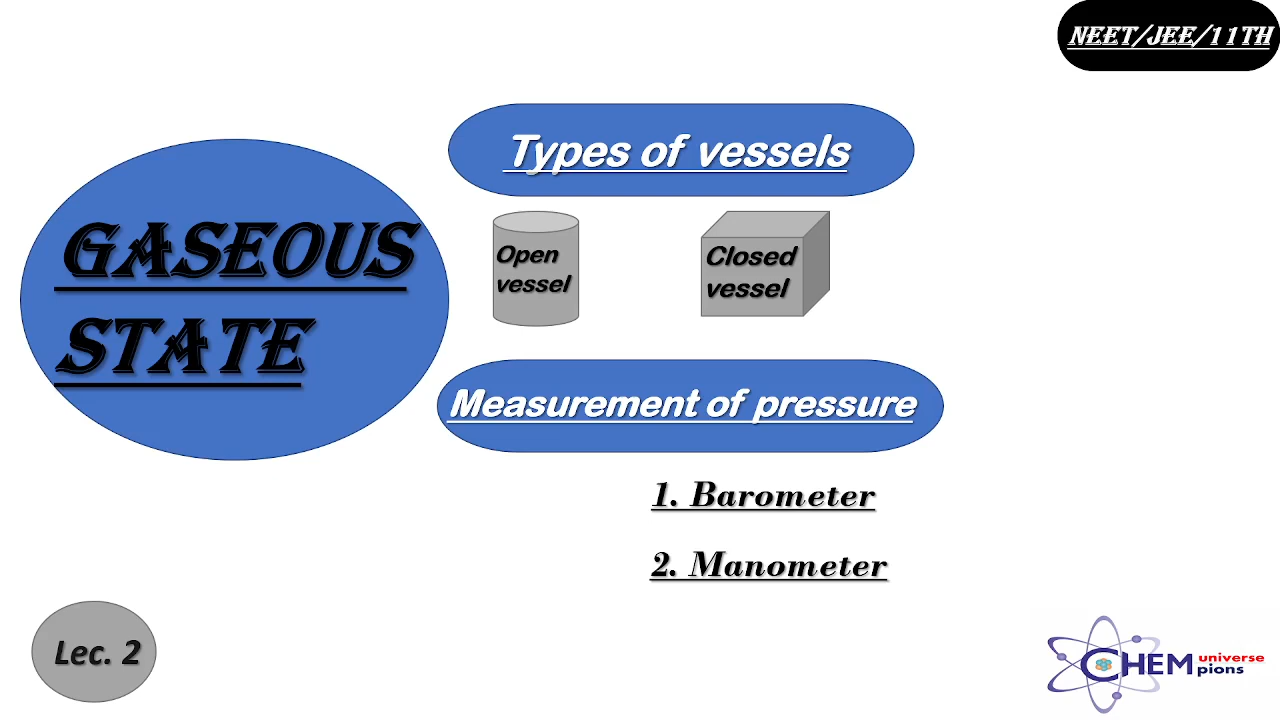 NEET/JEE/11TH
Types of vessels
GASEOUS
STATE
Open
vessel
Closed
vessel
Measurement of pressure
1. Barometer
2. Manometer
Lec. 2
CHEM universe
pions